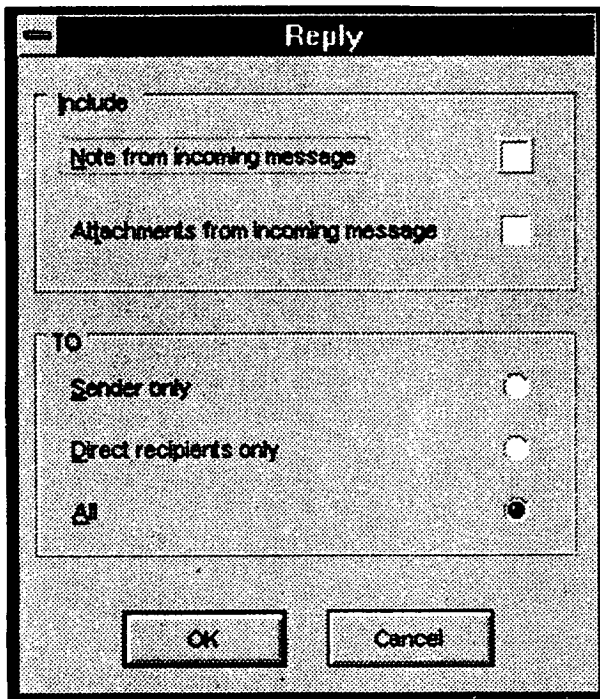 Reply
Include
Note from incoming message
Attachments from incoming message
TO
Sender only
Direct recipients only
All
OK
Cancel